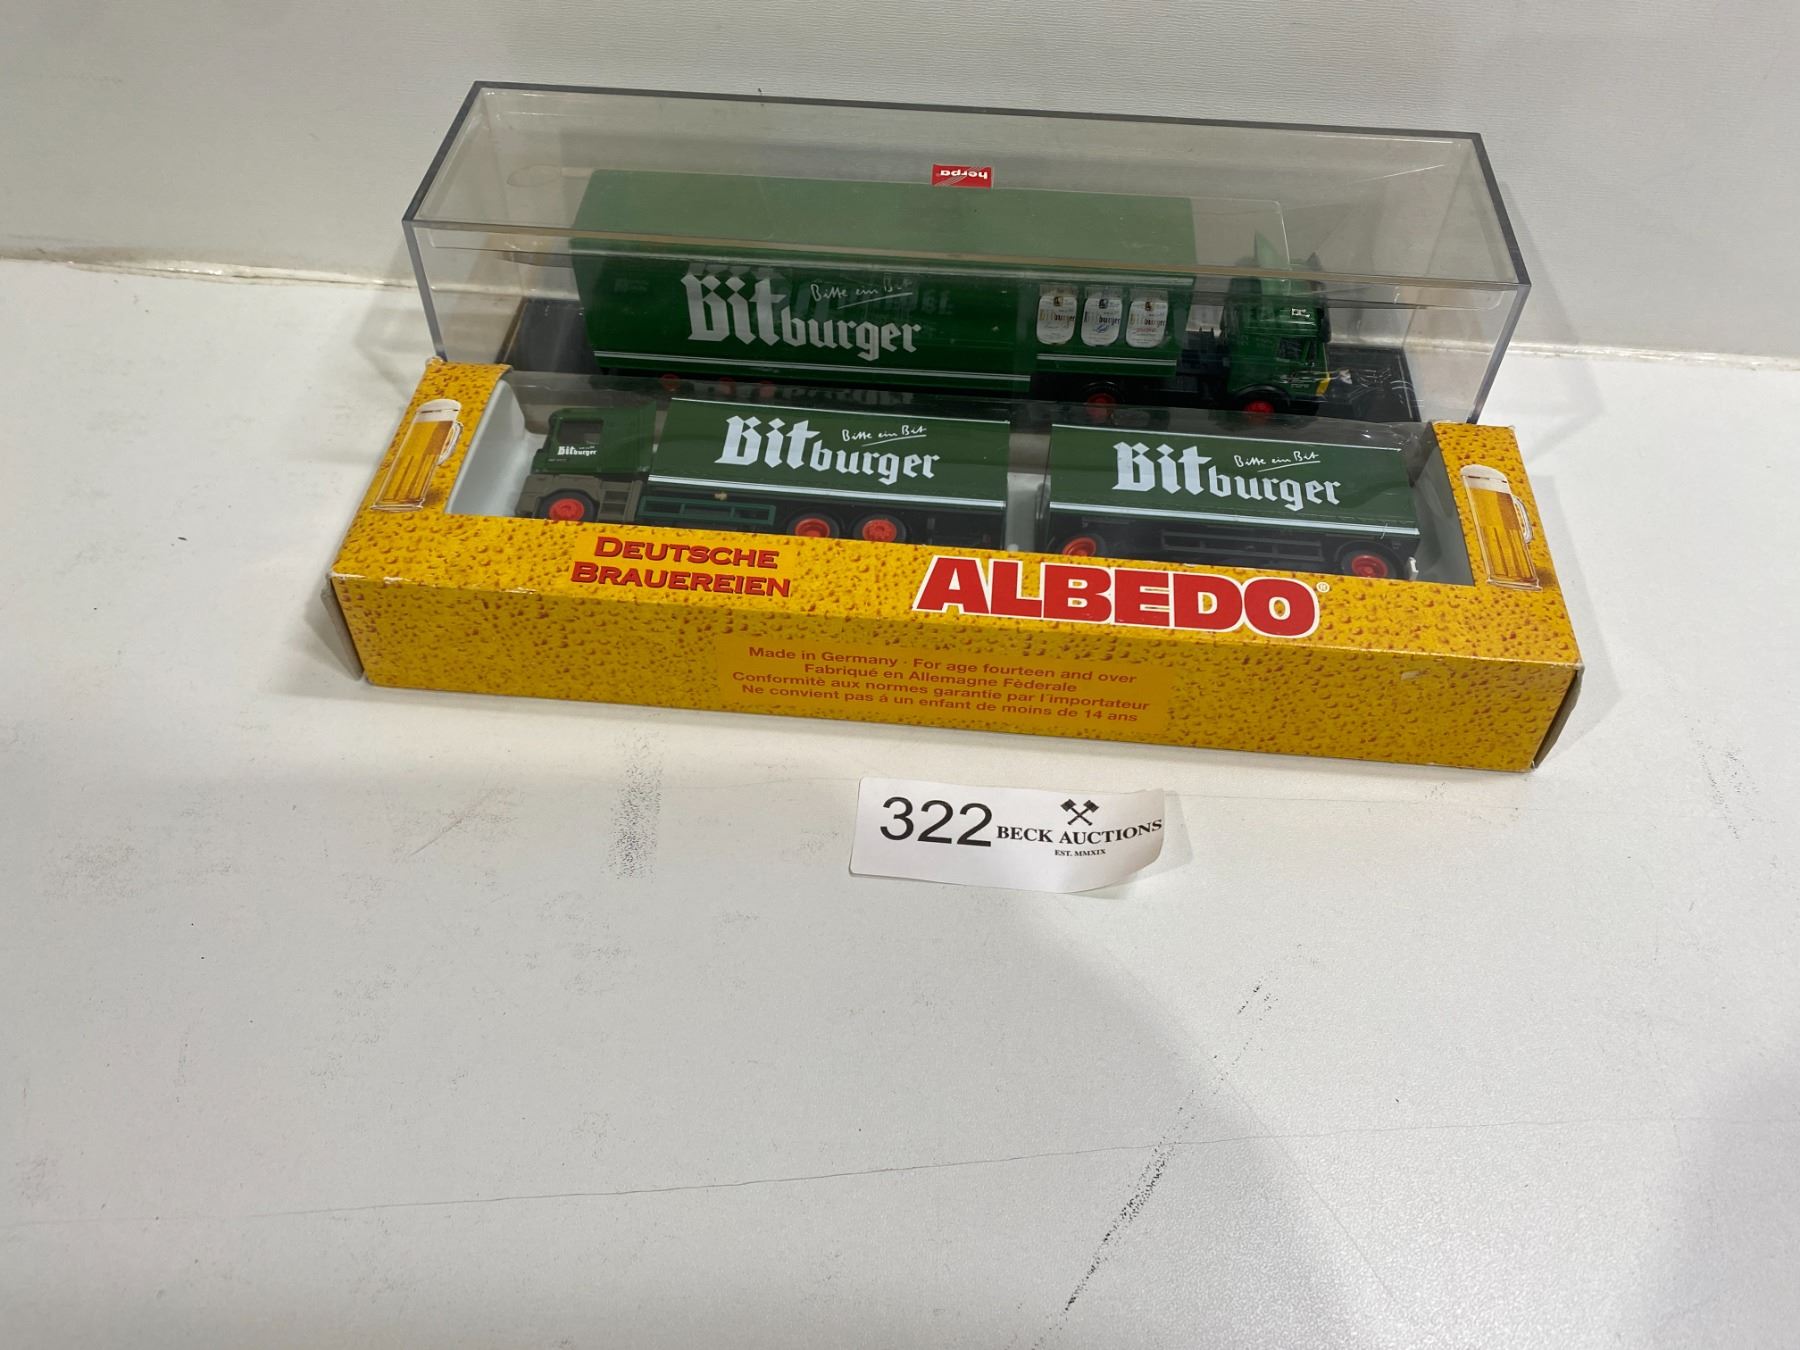 herpa
Bitburger
Bitte ein Bit
Bitburger
Bitburger
Bitte ein Bit
Bitburger
Bitte ein Bit
DEUTSCHE
BRAUEREIEN
ALBEDO®
Made in Germany · For age fourteen and over
Fabriqué en Allemagne Féderale
Conformité aux normes garantie par l'importateur
Ne convient pas á un enfant de moins de 14 ans
322
BECK AUCTIONS
EST. MMXIX